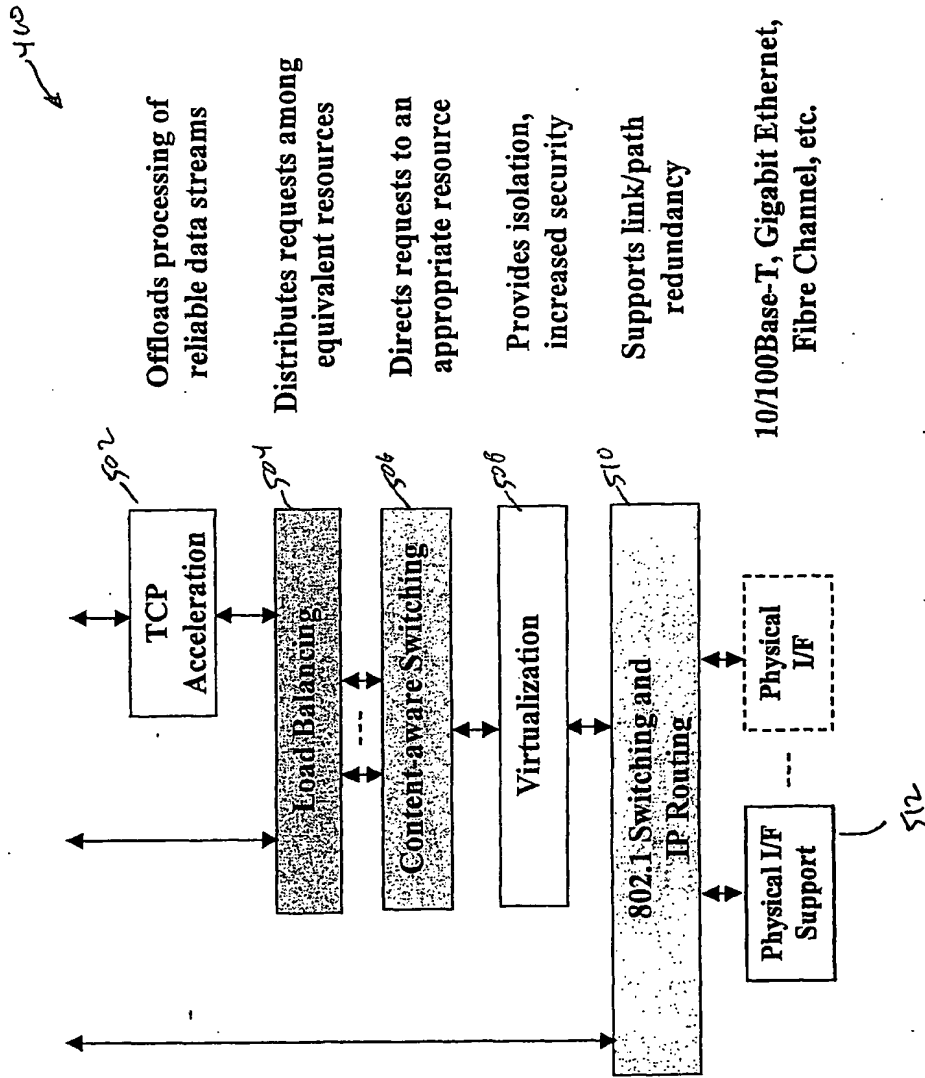 400
502
TCP
Acceleration
Offloads processing of
reliable data streams
504
Load Balancing
Distributes requests among
equivalent resources
506
Content-aware Switching
Directs requests to an
appropriate resource
508
Virtualization
Provides isolation,
increased security
510
802.1 Switching and
IP Routing
Supports link/path
redundancy
Physical I/F
Support
512
Physical
I/F
10/100Base-T, Gigabit Ethernet,
Fibre Channel, etc.